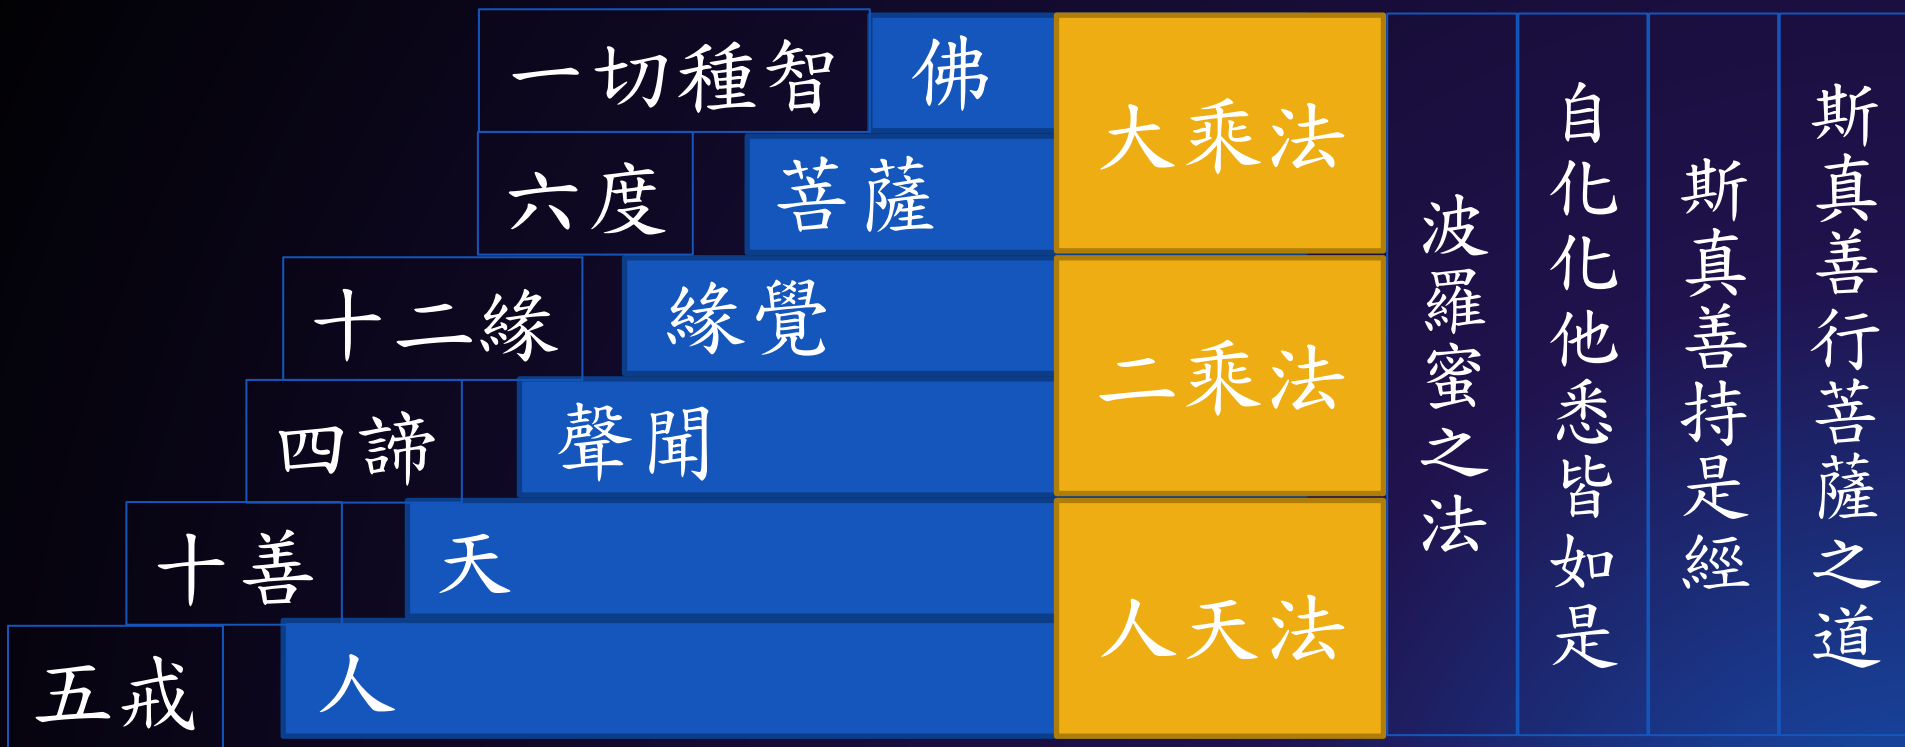 斯真善行菩薩之道
斯真善持是經
自化化他悉皆如是
波羅蜜之法
大乘法
佛
一切種智
菩薩
六度
二乘法
緣覺
十二緣
聲聞
四諦
人天法
天
十善
人
五戒